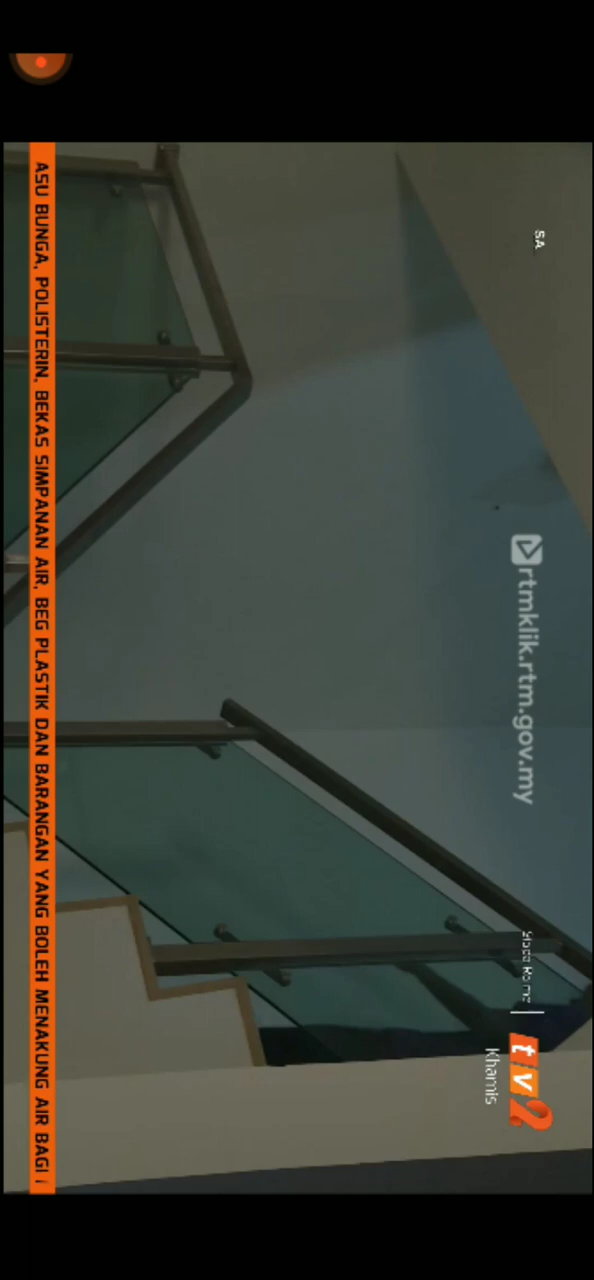 SA
rtmklik.rtm.gov.my
tv2
Khamis
ASU BUNGA, POLISTERIN, BEKAS SIMPANAN AIR, BEG PLASTIK DAN BARANGAN YANG BOLEH MENAKUNG AIR BAGI